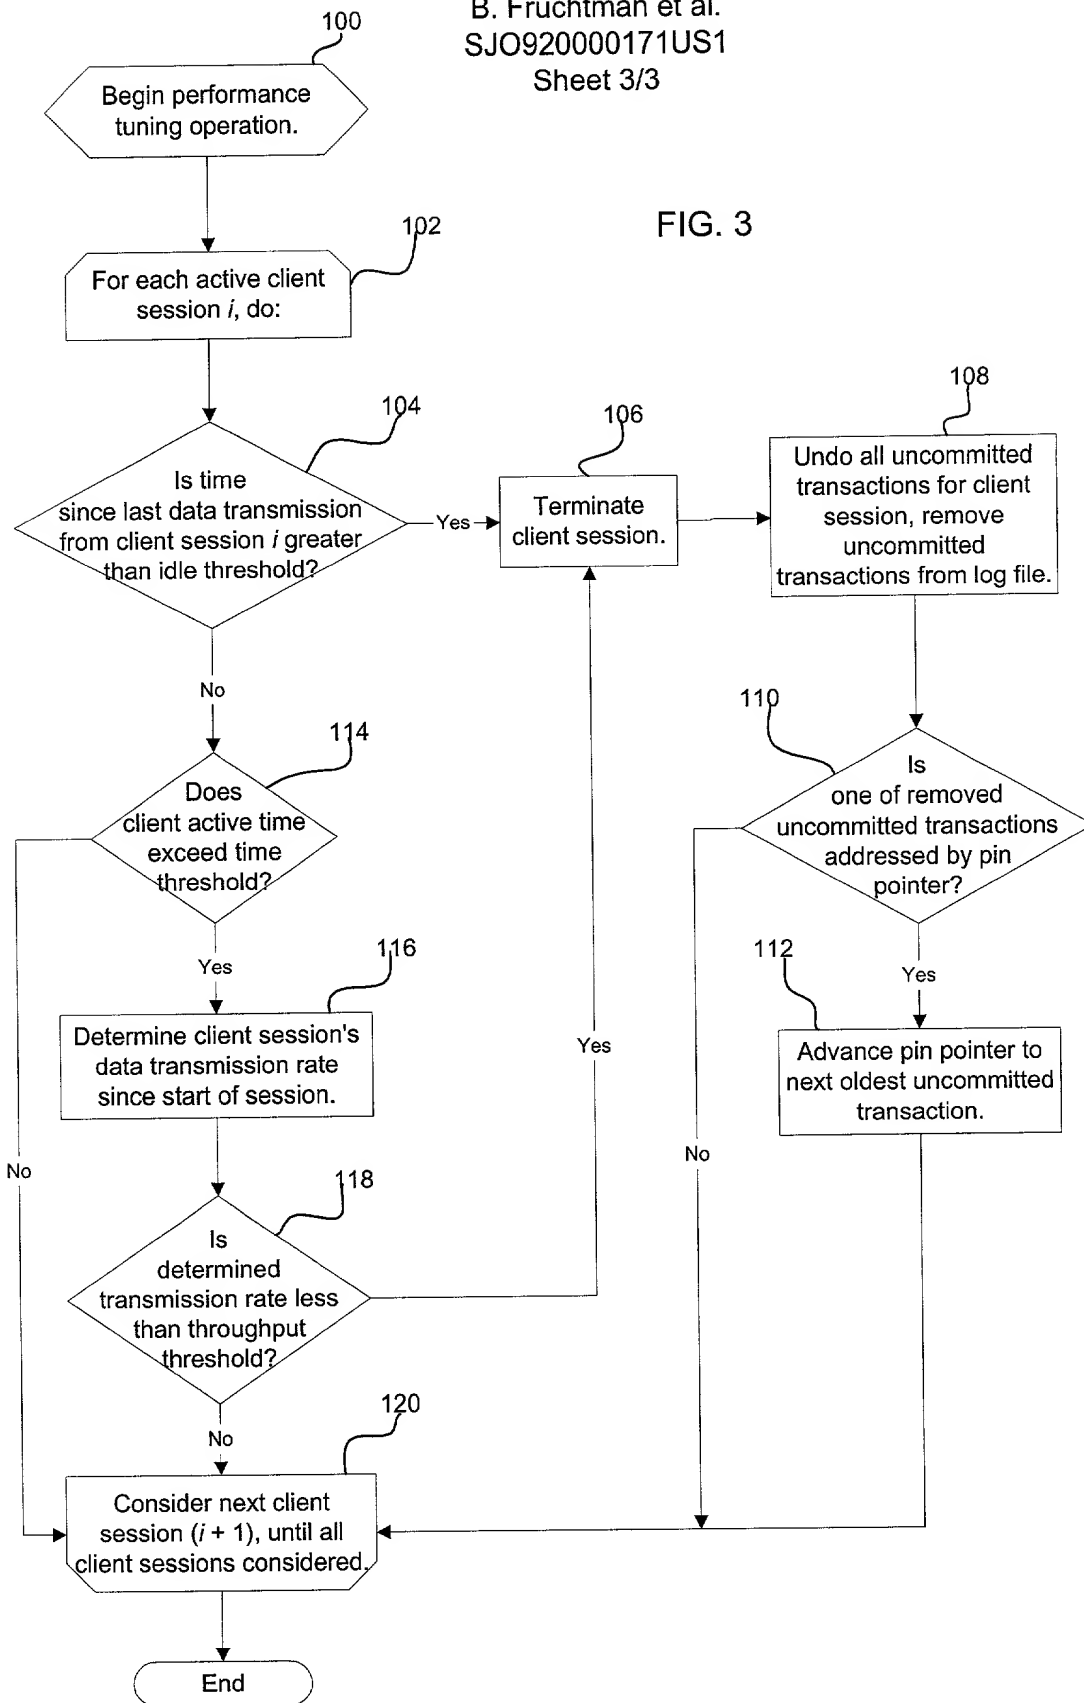 B. Fruchtman et al.
SJO920000171US1
Sheet 3/3
FIG. 3
100
Begin performance
tuning operation.
102
For each active client
session i, do:
104
Is time
since last data transmission
from client session i greater
than idle threshold?
Yes
106
Terminate
client session.
108
Undo all uncommitted
transactions for client
session, remove
uncommitted
transactions from log file.
No
110
Is
one of removed
uncommitted transactions
addressed by pin
pointer?
114
Does
client active time
exceed time
threshold?
Yes
116
Determine client session's
data transmission rate
since start of session.
Yes
Yes
112
Advance pin pointer to
next oldest uncommitted
transaction.
No
No
118
Is
determined
transmission rate less
than throughput
threshold?
No
120
Consider next client
session (i + 1), until all
client sessions considered.
End